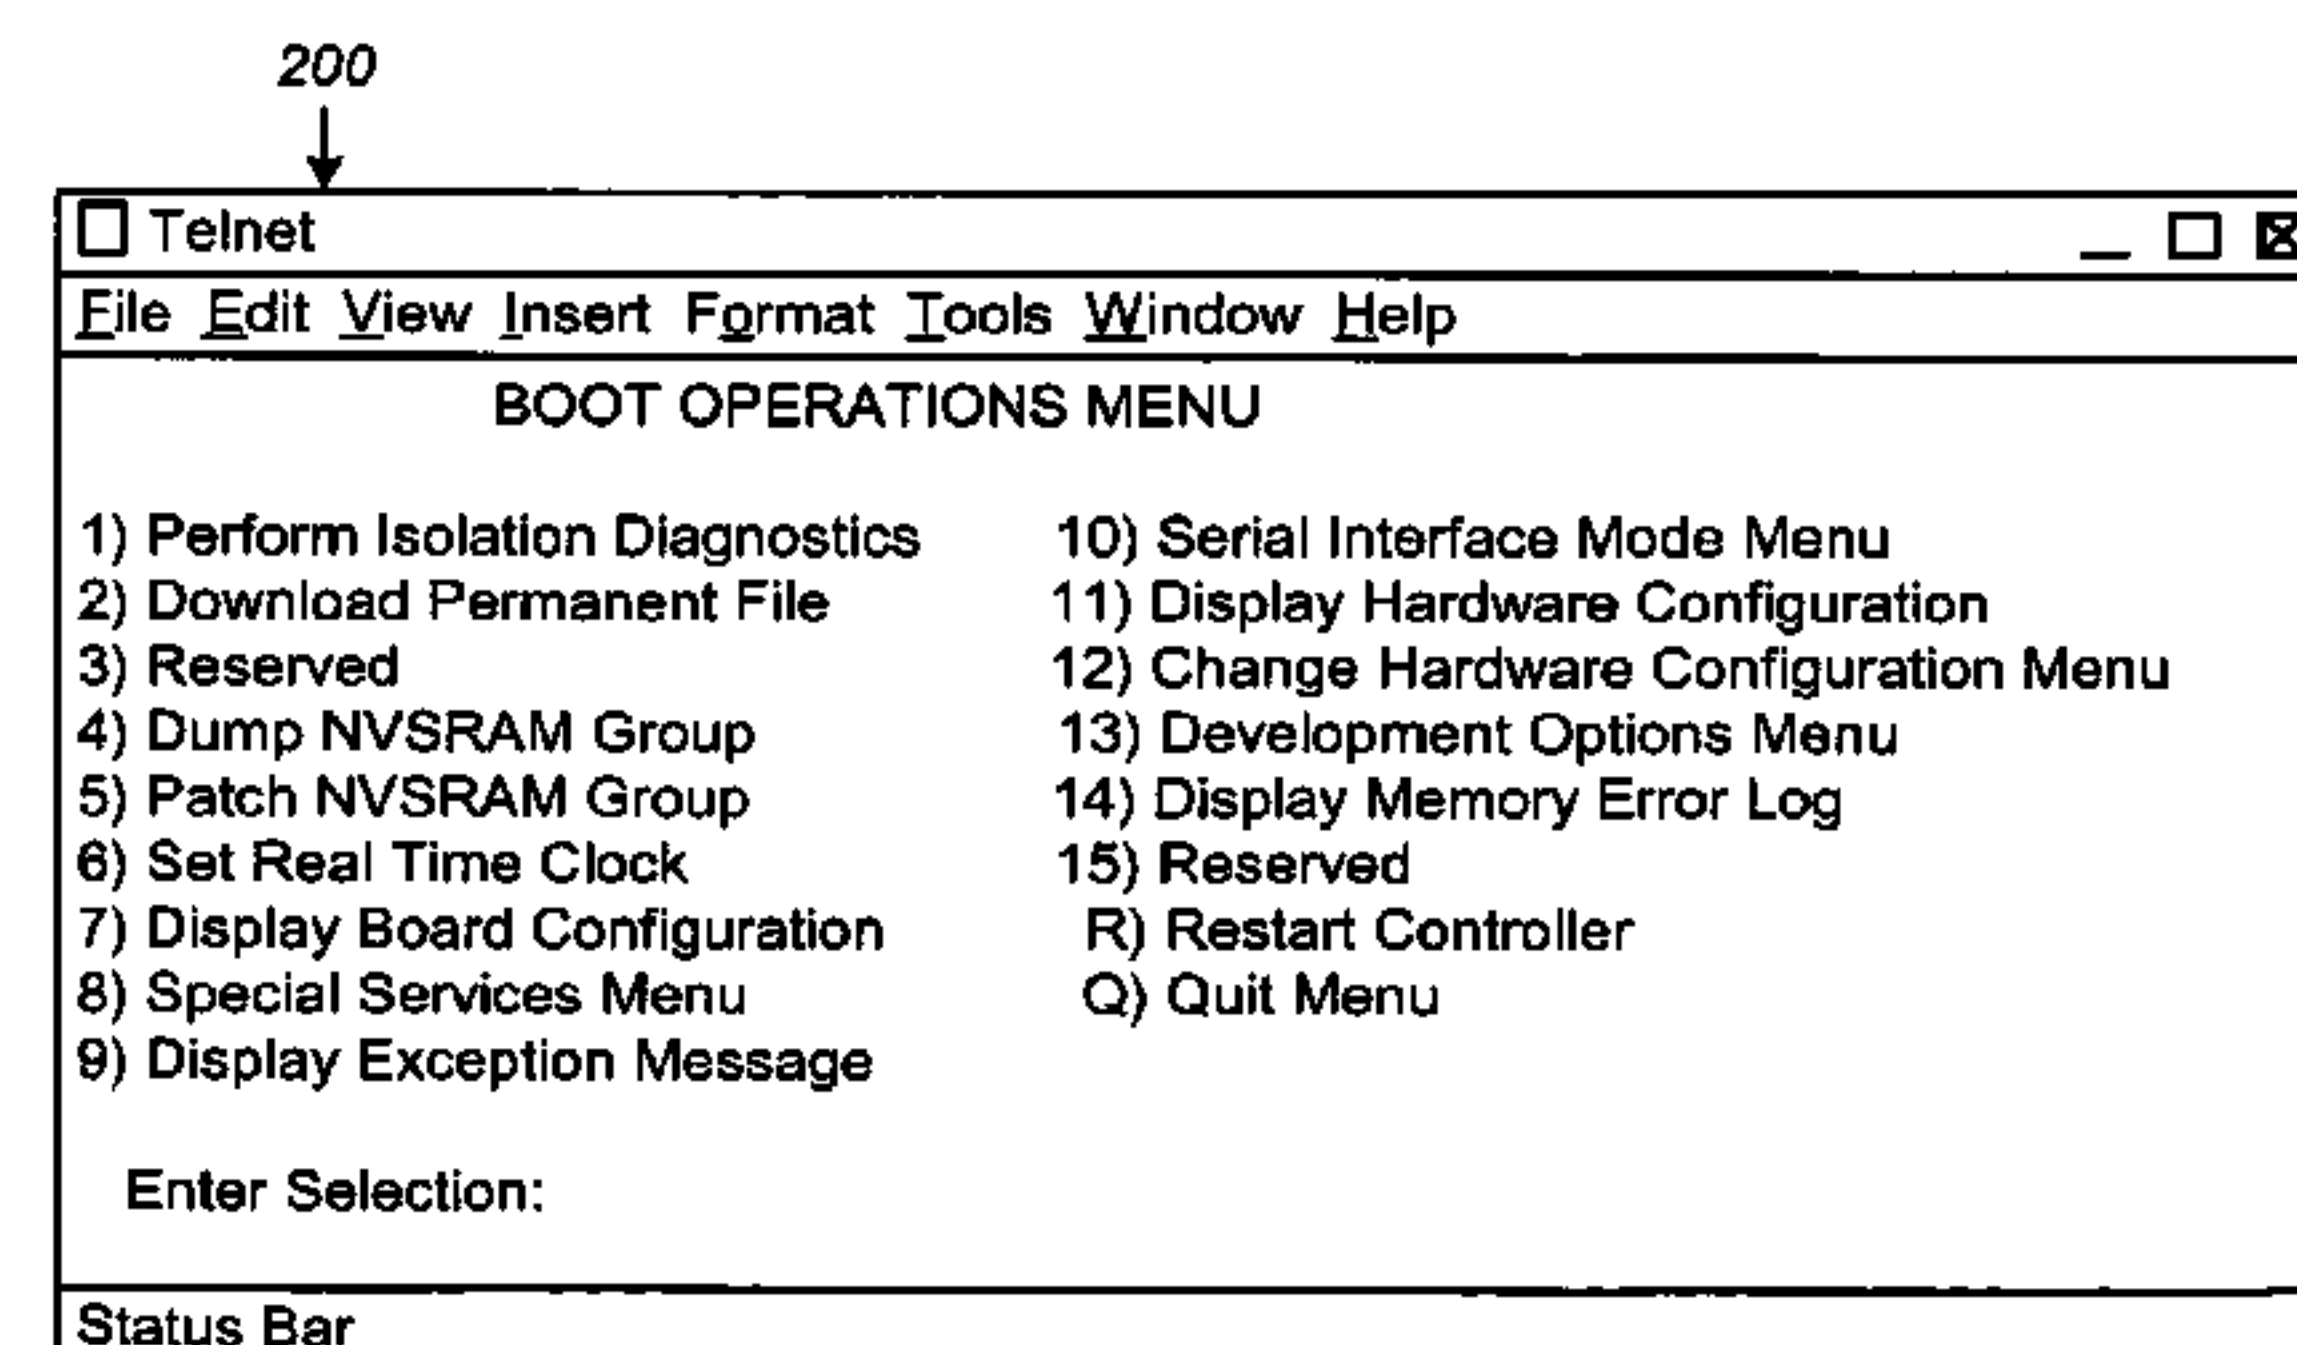 200
Telnet
File Edit View Insert Format Tools Window Help
BOOT OPERATIONS MENU
1) Perform Isolation Diagnostics
2) Download Permanent File
3) Reserved
4) Dump NVSRAM Group
5) Patch NVSRAM Group
6) Set Real Time Clock
7) Display Board Configuration
8) Special Services Menu
9) Display Exception Message
10) Serial Interface Mode Menu
11) Display Hardware Configuration
12) Change Hardware Configuration Menu
13) Development Options Menu
14) Display Memory Error Log
15) Reserved
R) Restart Controller
Q) Quit Menu
Enter Selection:
Status Bar